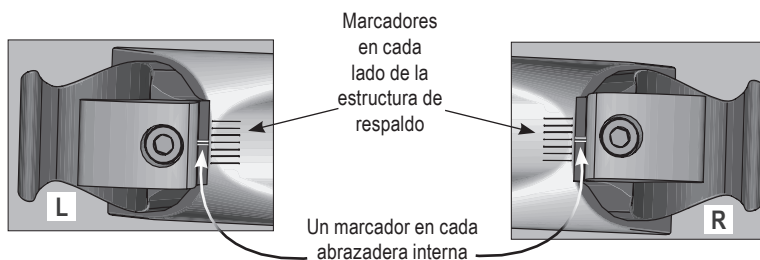 Marcadores
en cada
lado de la
estructura de
respaldo
L
R
Un marcador en cada
abrazadera interna